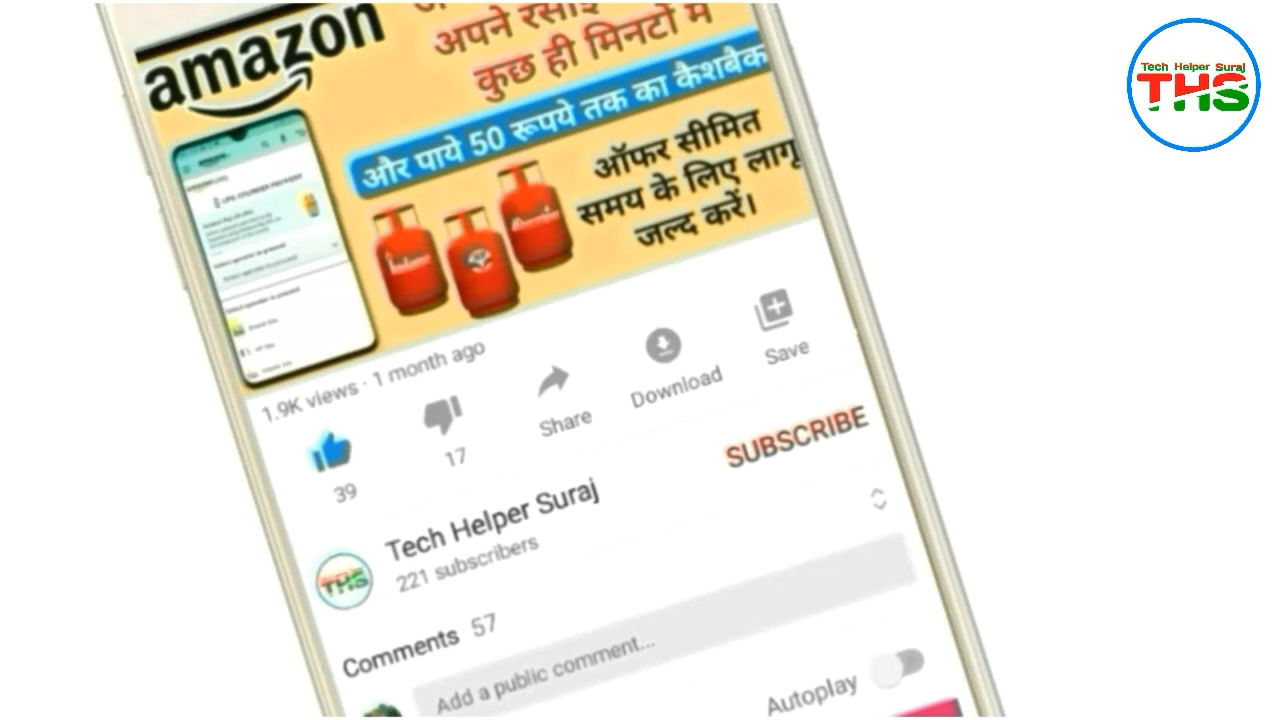 Tech Helper Suraj
THS
amazon
अपने रसोई
कुछ ही मिनटों में
और पाये 50 रूपये तक का कैशबैक
ऑफर सीमित
समय के लिए लागू
जल्द करें।
1.9K views · 1 month ago
39
17
Share
Download
Save
SUBSCRIBE
Tech Helper Suraj
221 subscribers
THS
Comments 57
Add a public comment...
Autoplay